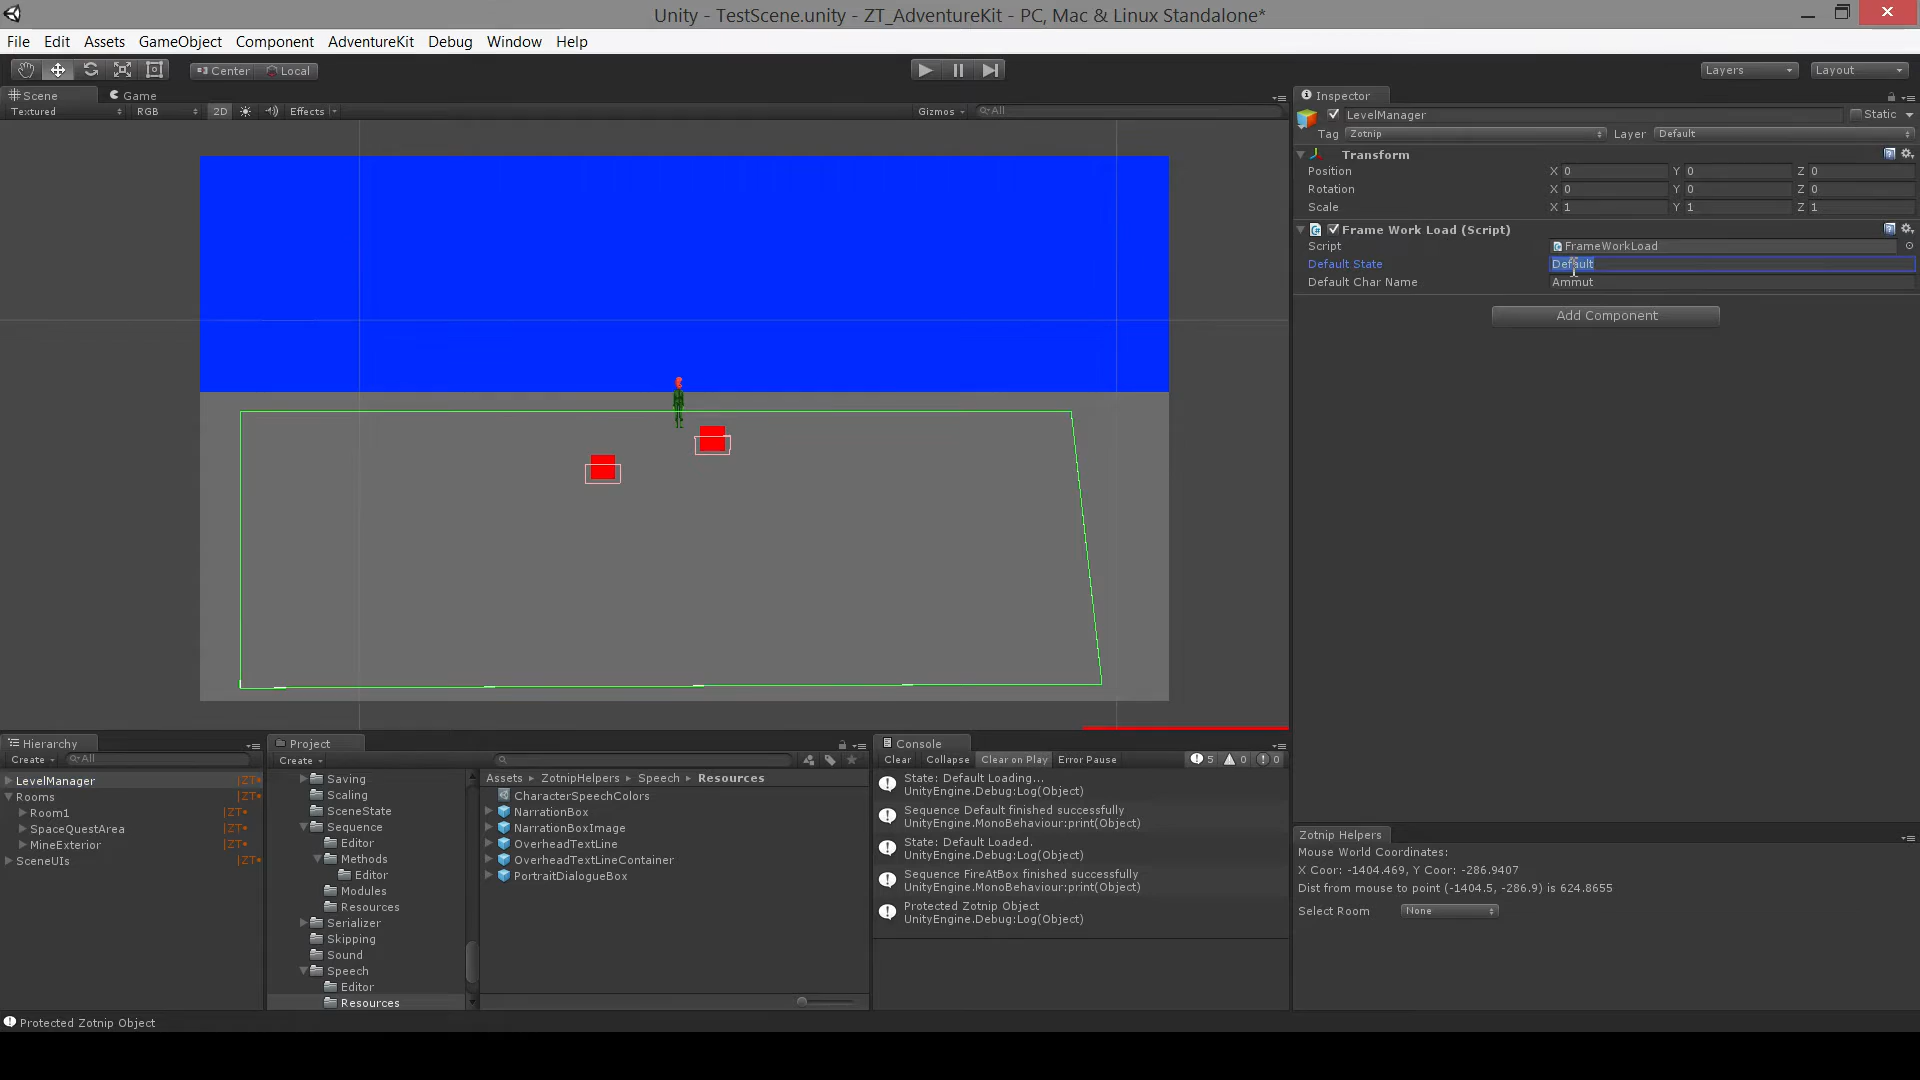 Unity - TestScene.unity - ZT_AdventureKit - PC, Mac & Linux Standalone*
File Edit Assets GameObject Component AdventureKit Debug Window Help
Center Local Layers Layout
Scene Game
Textured RGB 2D Effects Gizmos All
Inspector
LevelManager Static
Tag Zotnip Layer Default
Transform
Position X 0 Y 0 Z 0
Rotation X 0 Y 0 Z 0
Scale X 1 Y 1 Z 1
Frame Work Load (Script)
Script FrameWorkLoad
Default State Default
Default Char Name Ammut
Add Component
Hierarchy
Create All
LevelManager |ZT•
Rooms |ZT•
Room1 |ZT•
SpaceQuestArea |ZT•
MineExterior |ZT•
SceneUIs |ZT•
Project
Create
Saving
Scaling
SceneState
Sequence
Editor
Methods
Editor
Modules
Resources
Serializer
Skipping
Sound
Speech
Editor
Resources
Assets ▸ ZotnipHelpers ▸ Speech ▸ Resources
CharacterSpeechColors
NarrationBox
NarrationBoxImage
OverheadTextLine
OverheadTextLineContainer
PortraitDialogueBox
Console
Clear Collapse Clear on Play Error Pause 5 0 0
State: Default Loading...
UnityEngine.Debug:Log(Object)
Sequence Default finished successfully
UnityEngine.MonoBehaviour:print(Object)
State: Default Loaded.
UnityEngine.Debug:Log(Object)
Sequence FireAtBox finished successfully
UnityEngine.MonoBehaviour:print(Object)
Protected Zotnip Object
UnityEngine.Debug:Log(Object)
Zotnip Helpers
Mouse World Coordinates:
X Coor: -1404.469, Y Coor: -286.9407
Dist from mouse to point (-1404.5, -286.9) is 624.8655
Select Room None
Protected Zotnip Object